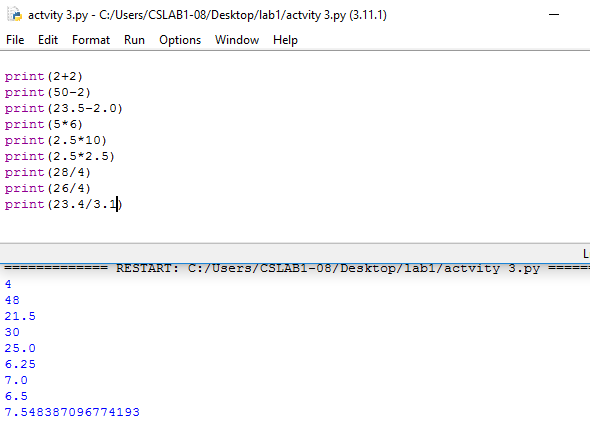 actvity 3.py - C:/Users/CSLAB1-08/Desktop/lab1/actvity 3.py (3.11.1)
File Edit Format Run Options Window Help
print(2+2)
print(50-2)
print(23.5-2.0)
print(5*6)
print(2.5*10)
print(2.5*2.5)
print(28/4)
print(26/4)
print(23.4/3.1)
L
============= RESTART: C:/Users/CSLAB1-08/Desktop/lab1/actvity 3.py =====
4
48
21.5
30
25.0
6.25
7.0
6.5
7.548387096774193